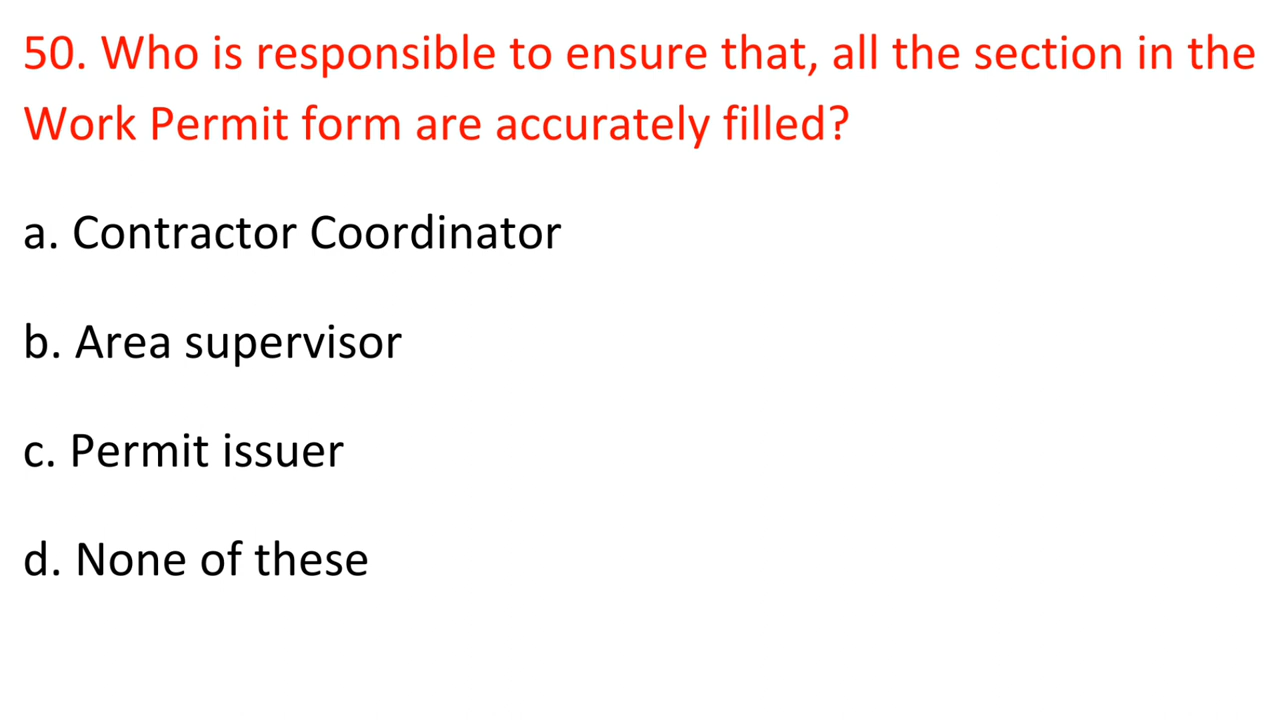 50. Who is responsible to ensure that, all the section in the
Work Permit form are accurately filled?
a. Contractor Coordinator
b. Area supervisor
c. Permit issuer
d. None of these